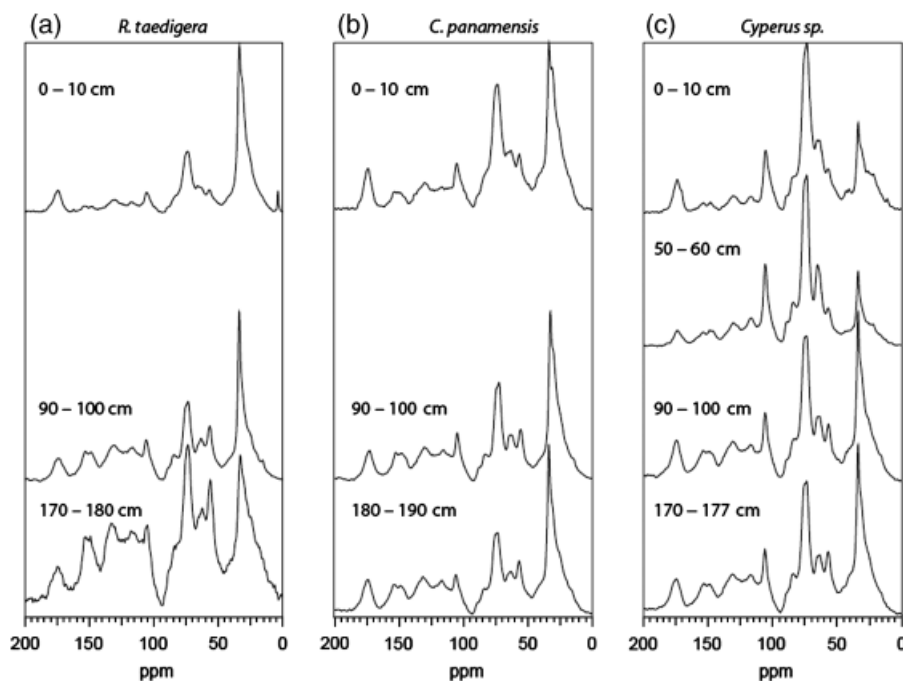 (a) R. taedigera
0 – 10 cm
90 – 100 cm
170 – 180 cm
200 150 100 50 0
ppm
(b) C. panamensis
0 – 10 cm
90 – 100 cm
180 – 190 cm
200 150 100 50 0
ppm
(c) Cyperus sp.
0 – 10 cm
50 – 60 cm
90 – 100 cm
170 – 177 cm
200 150 100 50 0
ppm